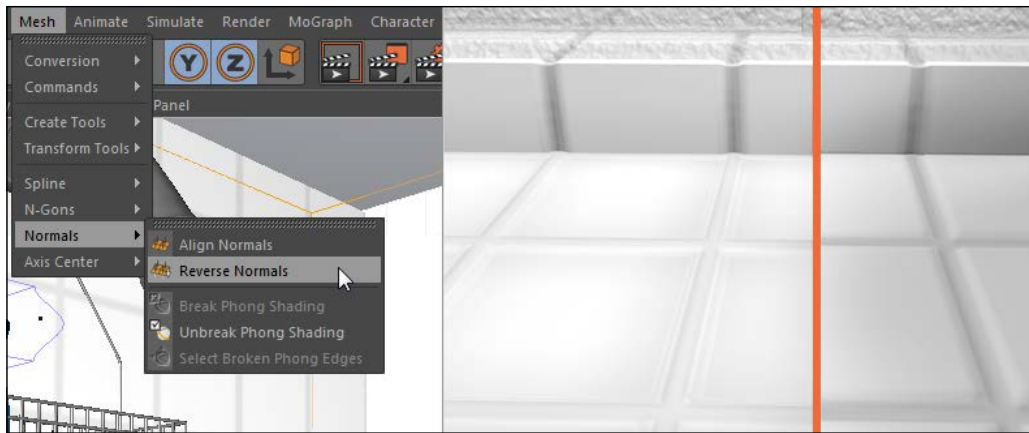 Mesh Animate Simulate Render MoGraph Character
Conversion
Commands
Y Z
Panel
Create Tools
Transform Tools
Spline
N-Gons
Normals
Align Normals
Axis Center
Reverse Normals
Break Phong Shading
Unbreak Phong Shading
Select Broken Phong Edges